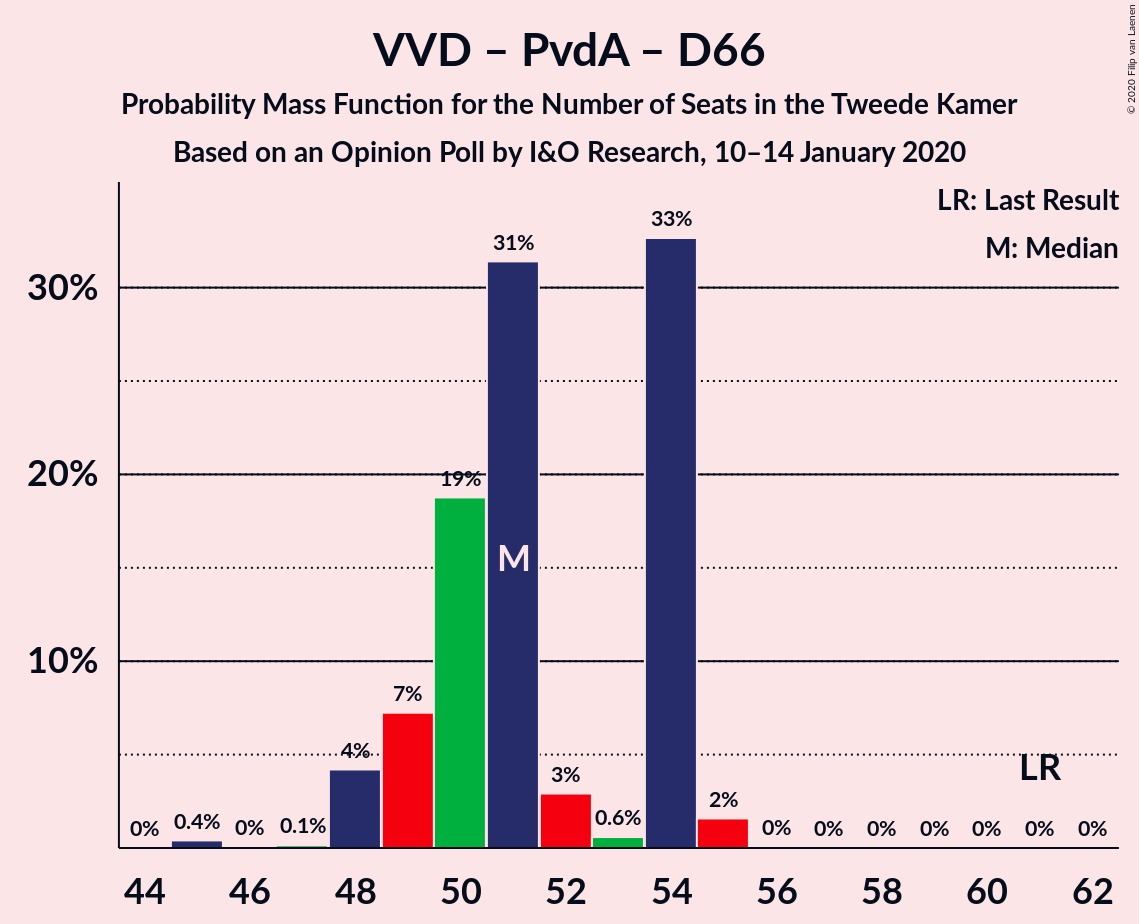 VVD – PvdA – D66
Probability Mass Function for the Number of Seats in the Tweede Kamer
Based on an Opinion Poll by I&O Research, 10–14 January 2020
© 2020 Filip van Laenen
LR: Last Result
M: Median
30%
20%
10%
0%
0.4%
0%
0.1%
4%
7%
19%
31%
3%
0.6%
33%
2%
0%
0%
0%
0%
0%
0%
0%
M
LR
44 46 48 50 52 54 56 58 60 62